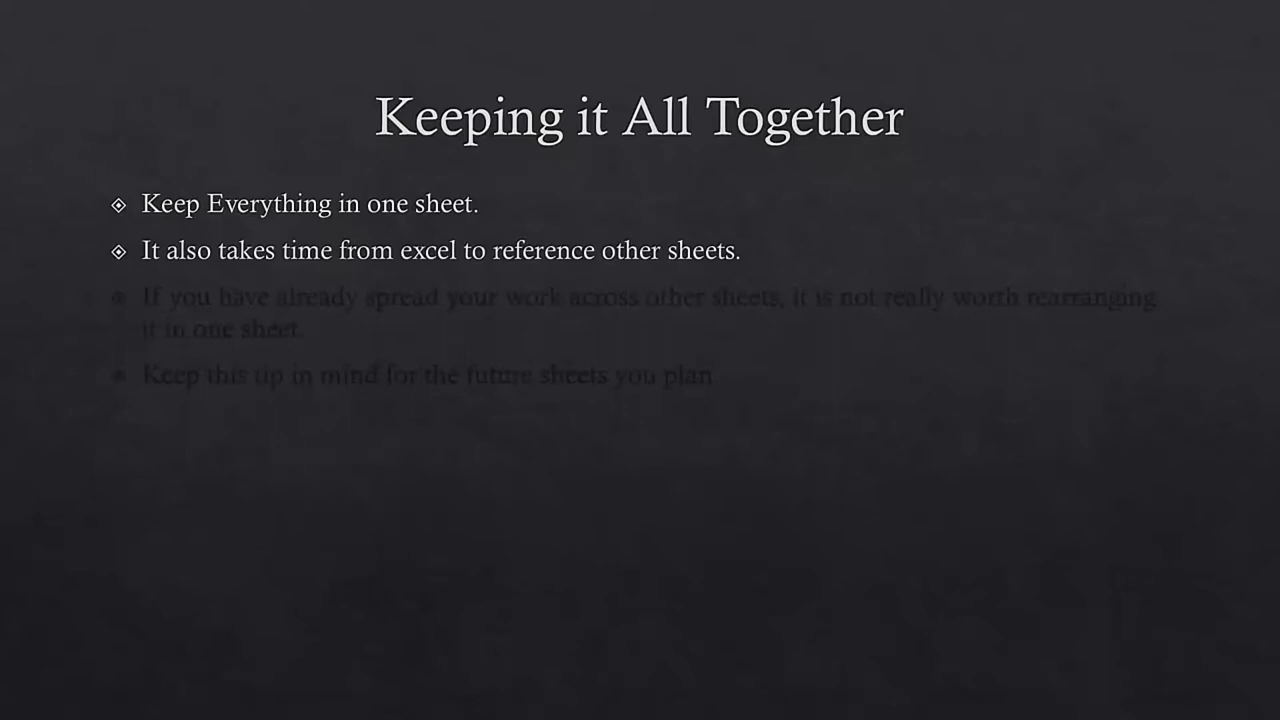 Keeping it All Together
Keep Everything in one sheet.
It also takes time from excel to reference other sheets.
If you have already spread your work across other sheets, it is not really worth rearranging
it in one sheet.
Keep this tip in mind for the future sheets you plan.